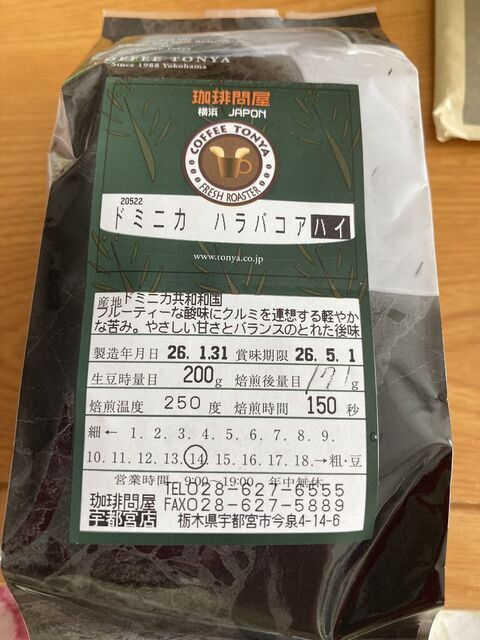 COFFEE TONYA
Since 1988 Yokohama
珈琲問屋
横浜 JAPON
COFFEE TONYA
FRESH ROASTER
20522
ドミニカ ハラバコア ハイ
www.tonya.co.jp
産地 ドミニカ共和和国
フルーティーな酸味にクルミを連想する軽やか
な苦み。やさしい甘さとバランスのとれた後味
製造年月日 26.1.31 賞味期限 26.5.1
生豆時量目 200g 焙煎後量目 171g
焙煎温度 250度 焙煎時間 150秒
細← 1. 2. 3. 4. 5. 6. 7. 8. 9.
10. 11. 12. 13. 14. 15. 16. 17. 18.→粗・豆
営業時間 9:00~19:00 年中無休
TEL028-627-6555
FAX028-627-5889
珈琲問屋
宇都宮店
栃木県宇都宮市今泉4-14-6